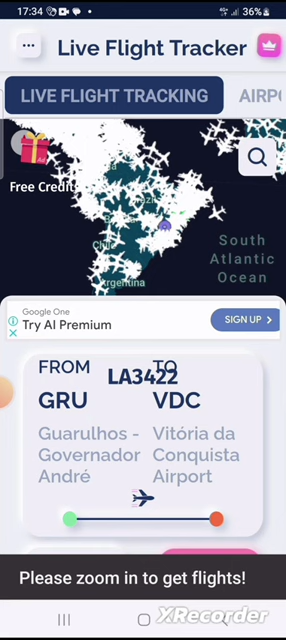 17:34 4G 36%
... Live Flight Tracker
LIVE FLIGHT TRACKING AIRP
Free Credits
Chile
Argentina
South
Atlantic
Ocean
Google One
Try AI Premium
SIGN UP >
FROM TO
LA3422
GRU VDC
Guarulhos - Vitória da
Governador Conquista
André Airport
Please zoom in to get flights!
XRecorder